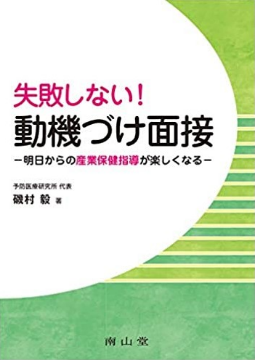 失敗しない!
動機づけ面接
－明日からの産業保健指導が楽しくなる－
予防医療研究所 代表
磯村 毅 著
南山堂